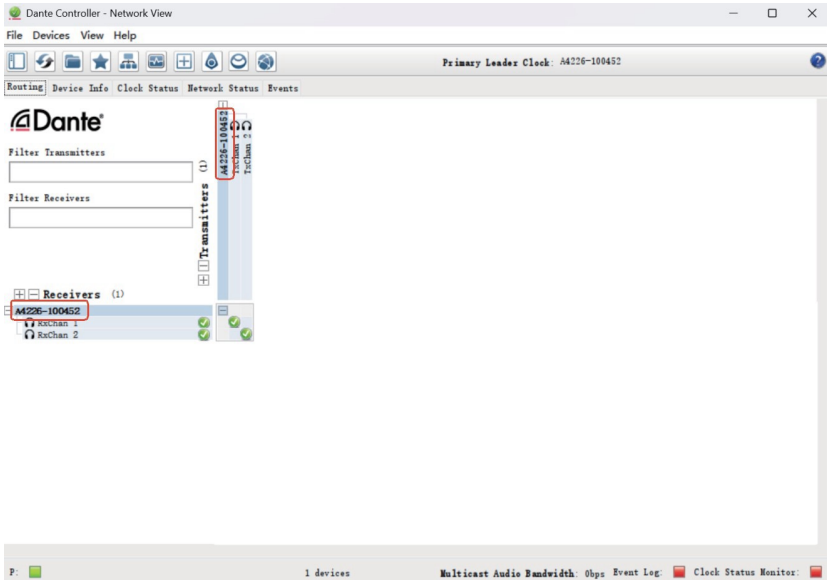 Dante Controller - Network View
File Devices View Help
Primary Leader Clock: A4226-100452
Routing Device Info Clock Status Network Status Events
Dante
Filter Transmitters
Filter Receivers
Transmitters (1)
A4226-100452
TxChan 1
TxChan 2
Receivers (1)
A4226-100452
RxChan 1
RxChan 2
P:
1 devices
Multicast Audio Bandwidth: 0bps
Event Log:
Clock Status Monitor: